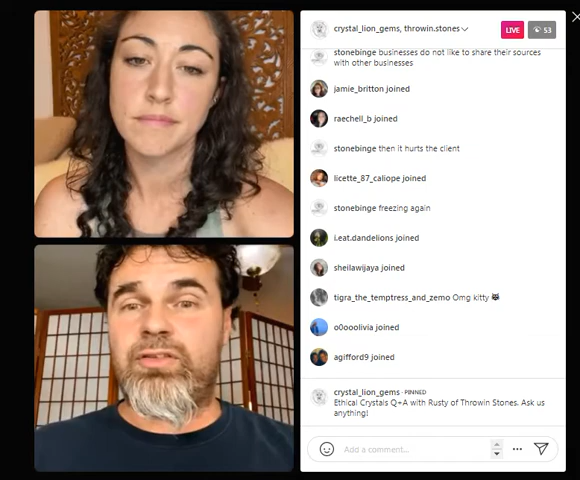 crystal_lion_gems, throwin.stones
LIVE
53
stonebinge businesses do not like to share their sources
with other businesses
jamie_britton joined
raechell_b joined
stonebinge then it hurts the client
licette_87_caliope joined
stonebinge freezing again
i.eat.dandelions joined
sheilawijaya joined
tigra_the_temptress_and_zemo Omg kitty 😿
o0ooolivia joined
agifford9 joined
crystal_lion_gems · PINNED
Ethical Crystals Q+A with Rusty of Throwin Stones. Ask us
anything!
Add a comment...